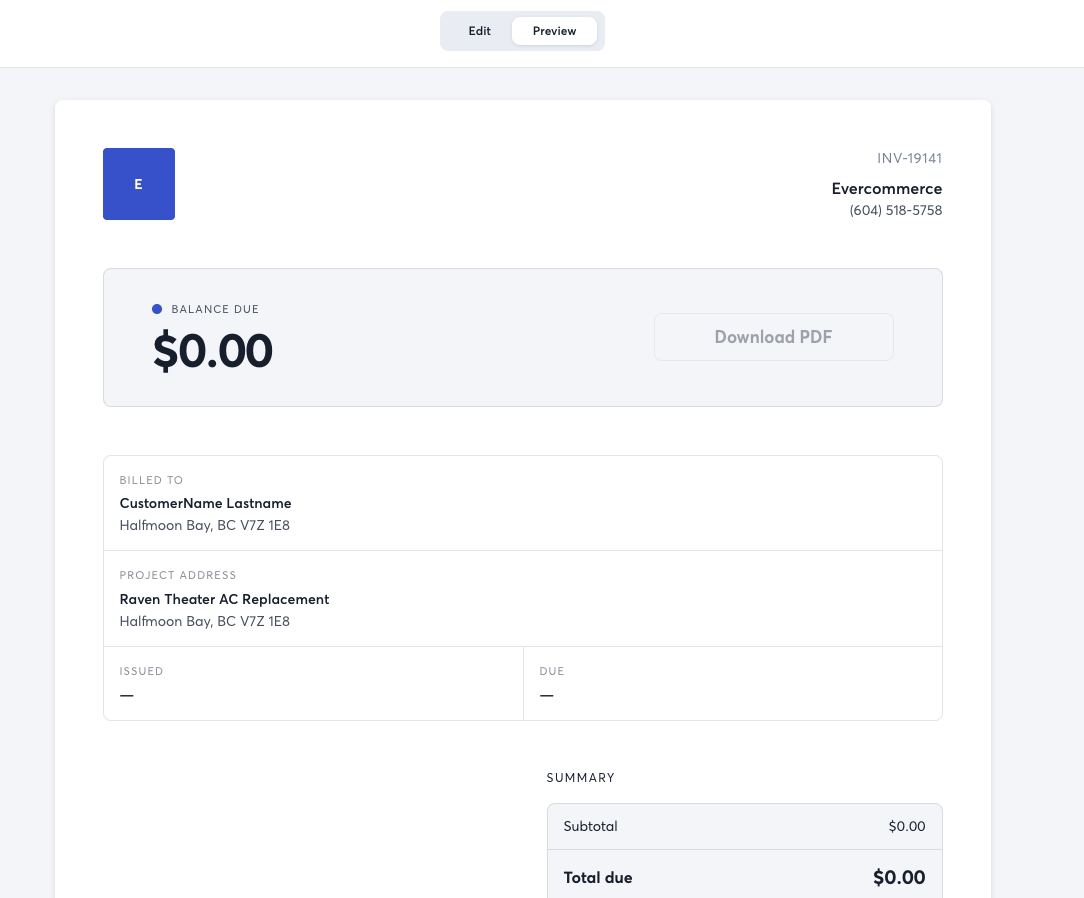 Edit
Preview
E
INV-19141
Evercommerce
(604) 518-5758
BALANCE DUE
$0.00
Download PDF
BILLED TO
CustomerName Lastname
Halfmoon Bay, BC V7Z 1E8
PROJECT ADDRESS
Raven Theater AC Replacement
Halfmoon Bay, BC V7Z 1E8
ISSUED
—
DUE
—
SUMMARY
Subtotal $0.00
Total due $0.00